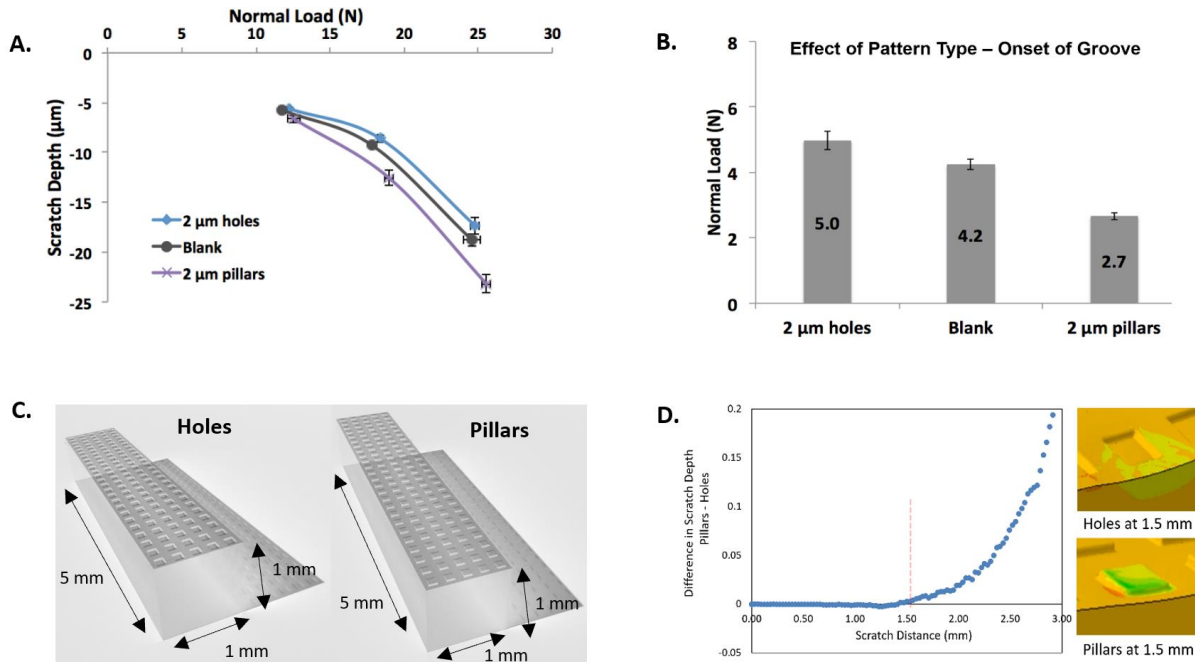 A.
Normal Load (N)
0 5 10 15 20 25 30
0
-5
-10
-15
-20
-25
Scratch Depth (µm)
2 µm holes
Blank
2 µm pillars
B.
Effect of Pattern Type – Onset of Groove
8
6
4
2
0
Normal Load (N)
5.0
4.2
2.7
2 µm holes Blank 2 µm pillars
C.
Holes
5 mm
1 mm
1 mm
Pillars
5 mm
1 mm
1 mm
D.
0.2
0.15
0.1
0.05
0
-0.05
Difference in Scratch Depth
Pillars - Holes
0.00 0.50 1.00 1.50 2.00 2.50 3.00
Scratch Distance (mm)
Holes at 1.5 mm
Pillars at 1.5 mm